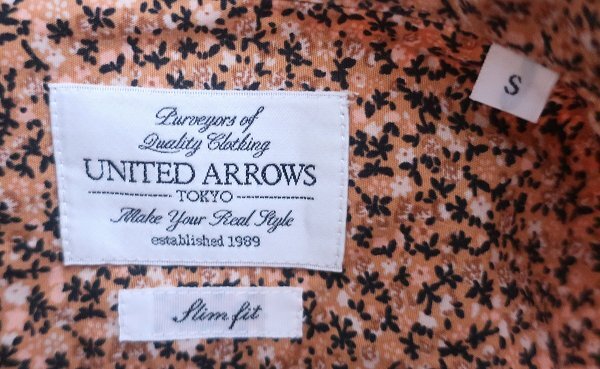 Purveyors of
Quality Clothing
UNITED ARROWS
TOKYO
Make Your Real Style
established 1989
Slim fit
S